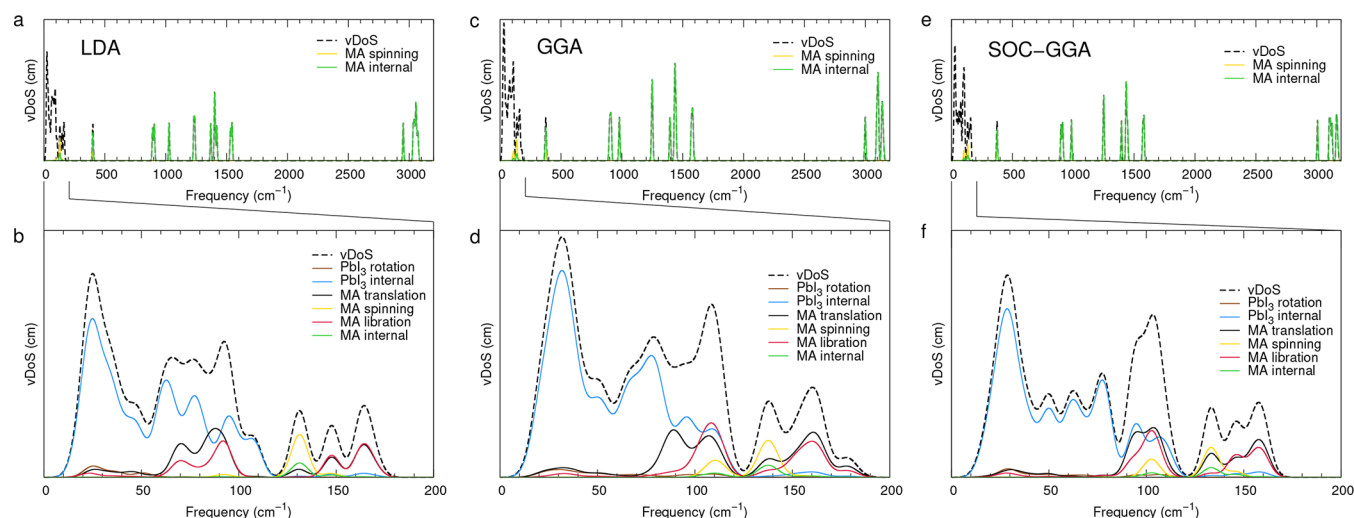 a
LDA
vDoS
MA spinning
MA internal
vDoS (cm)
0 500 1000 1500 2000 2500 3000
Frequency (cm⁻¹)
b
vDoS
PbI₃ rotation
PbI₃ internal
MA translation
MA spinning
MA libration
MA internal
vDoS (cm)
0 50 100 150 200
Frequency (cm⁻¹)
c
GGA
vDoS
MA spinning
MA internal
vDoS (cm)
0 500 1000 1500 2000 2500 3000
Frequency (cm⁻¹)
d
vDoS
PbI₃ rotation
PbI₃ internal
MA translation
MA spinning
MA libration
MA internal
vDoS (cm)
0 50 100 150 200
Frequency (cm⁻¹)
e
SOC−GGA
vDoS
MA spinning
MA internal
vDoS (cm)
0 500 1000 1500 2000 2500 3000
Frequency (cm⁻¹)
f
vDoS
PbI₃ rotation
PbI₃ internal
MA translation
MA spinning
MA libration
MA internal
vDoS (cm)
0 50 100 150 200
Frequency (cm⁻¹)